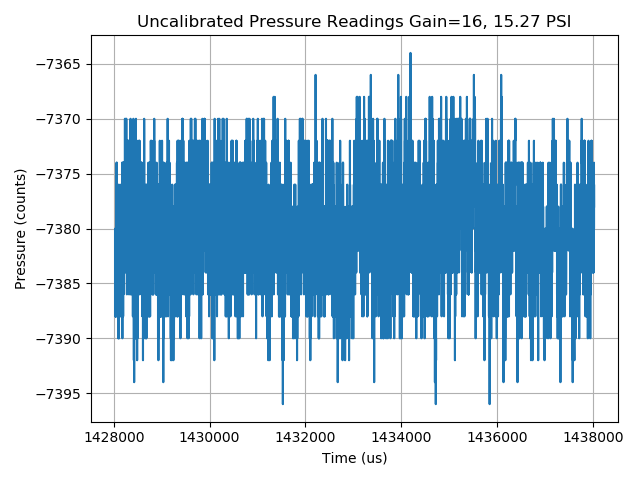 Uncalibrated Pressure Readings Gain=16, 15.27 PSI
−7365
−7370
−7375
−7380
−7385
−7390
−7395
Pressure (counts)
1428000 1430000 1432000 1434000 1436000 1438000
Time (us)